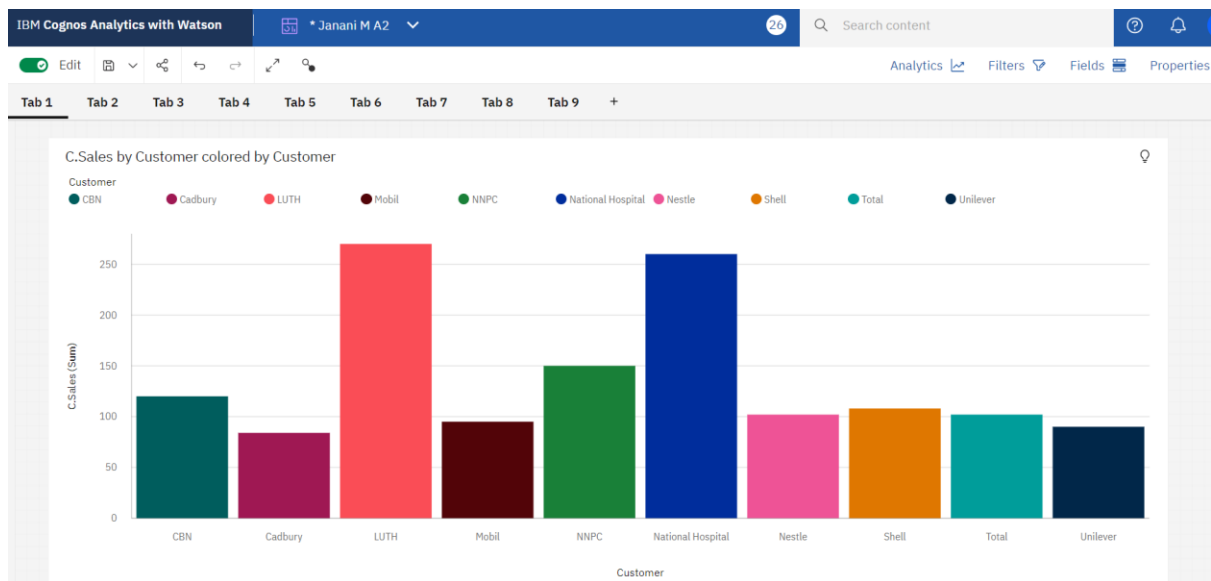 IBM Cognos Analytics with Watson
* Janani M A2
26
Search content
Edit
Analytics
Filters
Fields
Properties
Tab 1 Tab 2 Tab 3 Tab 4 Tab 5 Tab 6 Tab 7 Tab 8 Tab 9 +
C.Sales by Customer colored by Customer
Customer
CBN Cadbury LUTH Mobil NNPC National Hospital Nestle Shell Total Unilever
C.Sales (Sum)
250
200
150
100
50
0
CBN Cadbury LUTH Mobil NNPC National Hospital Nestle Shell Total Unilever
Customer